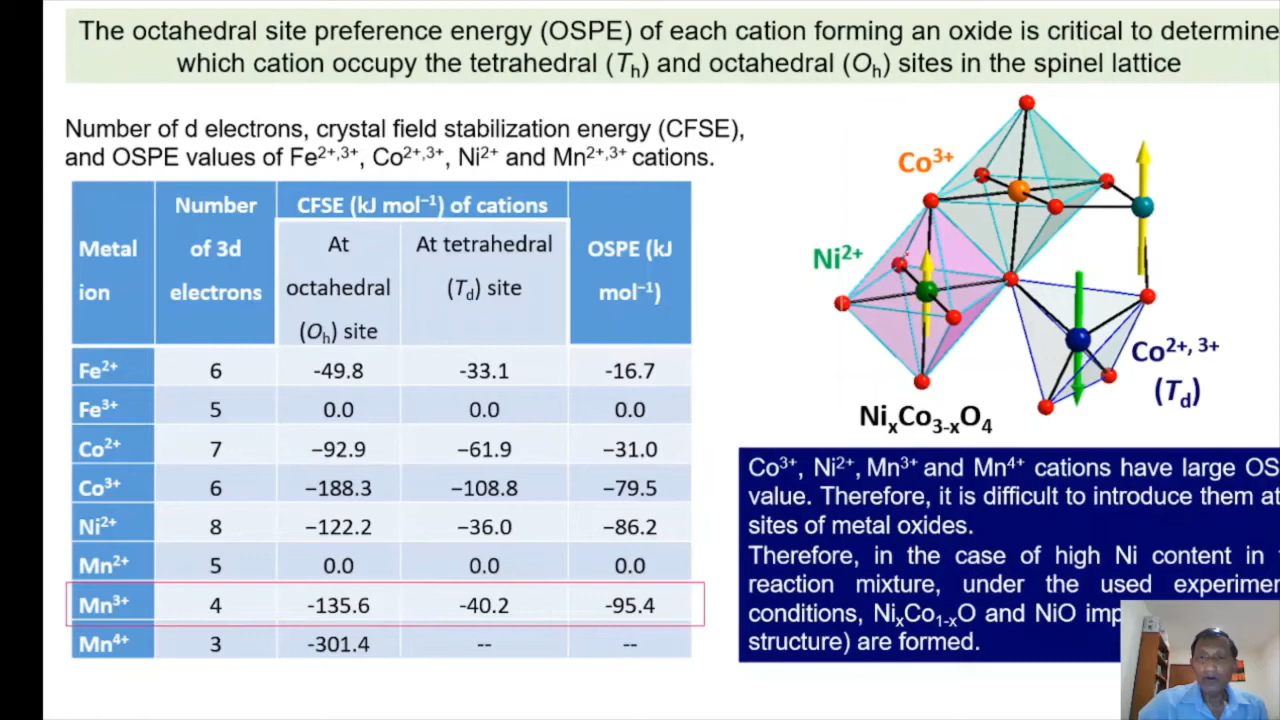 The octahedral site preference energy (OSPE) of each cation forming an oxide is critical to determine
which cation occupy the tetrahedral (Th) and octahedral (Oh) sites in the spinel lattice
Number of d electrons, crystal field stabilization energy (CFSE),
and OSPE values of Fe²⁺,³⁺, Co²⁺,³⁺, Ni²⁺ and Mn²⁺,³⁺ cations.
Metal ion
Number of 3d electrons
CFSE (kJ mol⁻¹) of cations
At octahedral (Oh) site
At tetrahedral (Td) site
OSPE (kJ mol⁻¹)
Fe²⁺ 6 -49.8 -33.1 -16.7
Fe³⁺ 5 0.0 0.0 0.0
Co²⁺ 7 −92.9 −61.9 −31.0
Co³⁺ 6 −188.3 −108.8 −79.5
Ni²⁺ 8 −122.2 −36.0 −86.2
Mn²⁺ 5 0.0 0.0 0.0
Mn³⁺ 4 -135.6 -40.2 -95.4
Mn⁴⁺ 3 -301.4 -- --
Co³⁺
Ni²⁺
Co²⁺, ³⁺
(Td)
NixCo3-xO4
Co³⁺, Ni²⁺, Mn³⁺ and Mn⁴⁺ cations have large OS
value. Therefore, it is difficult to introduce them at
sites of metal oxides.
Therefore, in the case of high Ni content in
reaction mixture, under the used experimen
conditions, NixCo1-xO and NiO imp
structure) are formed.